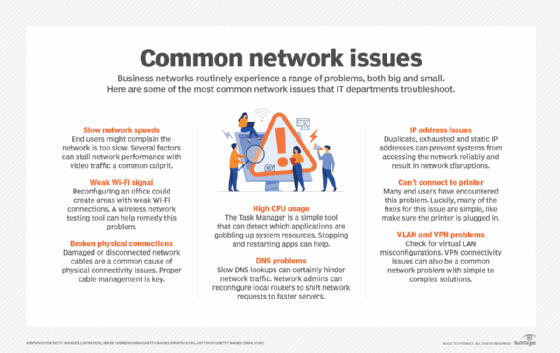 Common network issues
Business networks routinely experience a range of problems, both big and small.
Here are some of the most common network issues that IT departments troubleshoot.
Slow network speeds
End users might complain the
network is too slow. Several factors
can stall network performance with
video traffic a common culprit.
Weak Wi-Fi signal
Reconfiguring an office could
create areas with weak Wi-Fi
connections. A wireless network
testing tool can help remedy this
problem.
Broken physical connections
Damaged or disconnected network
cables are a common cause of
physical connectivity issues. Proper
cable management is key.
High CPU usage
The Task Manager is a simple tool
that can detect which applications are
gobbling up system resources. Stopping
and restarting apps can help.
DNS problems
Slow DNS lookups can certainly hinder
network traffic. Network admins can
reconfigure local routers to shift network
requests to faster servers.
IP address issues
Duplicate, exhausted and static IP
addresses can prevent systems from
accessing the network reliably and
result in network disruptions.
Can't connect to printer
Many end users have encountered
this problem. Luckily, many of the
fixes for this issue are simple, like
make sure the printer is plugged in.
VLAN and VPN problems
Check for virtual LAN
misconfigurations. VPN connectivity
issues can also be a common
network problem with simple to
complex solutions.
TechTarget